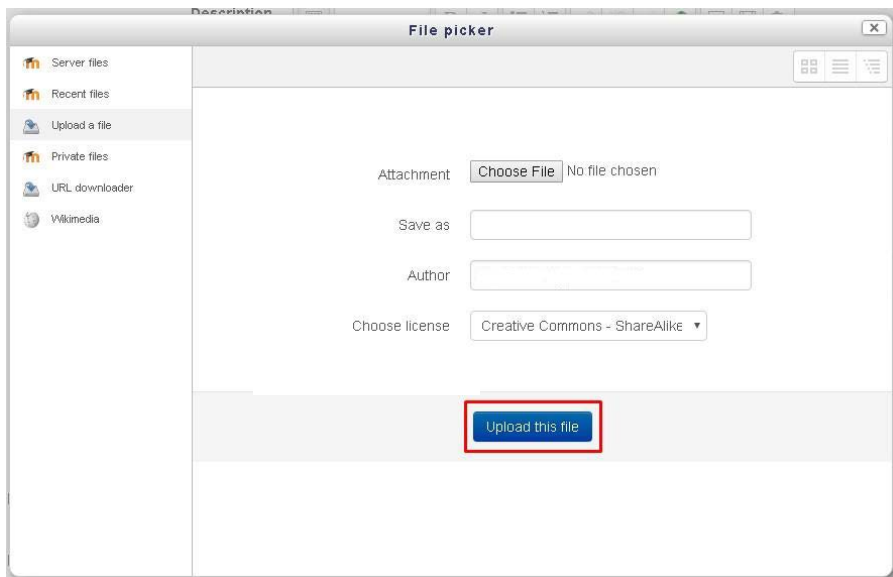 Description
File picker
x
Server files
Recent files
Upload a file
Private files
URL downloader
Wikimedia
Attachment Choose File No file chosen
Save as
Author
Choose license Creative Commons - ShareAlike
Upload this file